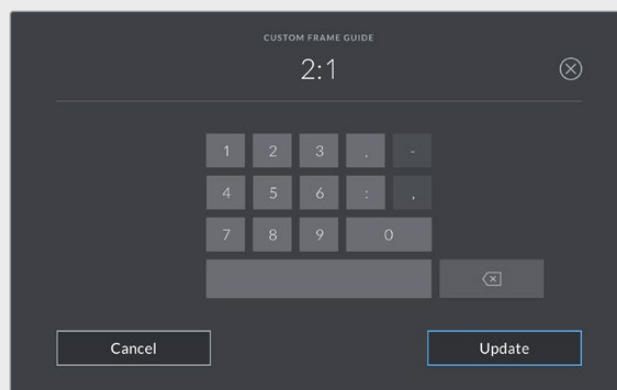 CUSTOM FRAME GUIDE
2:1
1 2 3 . -
4 5 6 : ,
7 8 9 0
Cancel Update